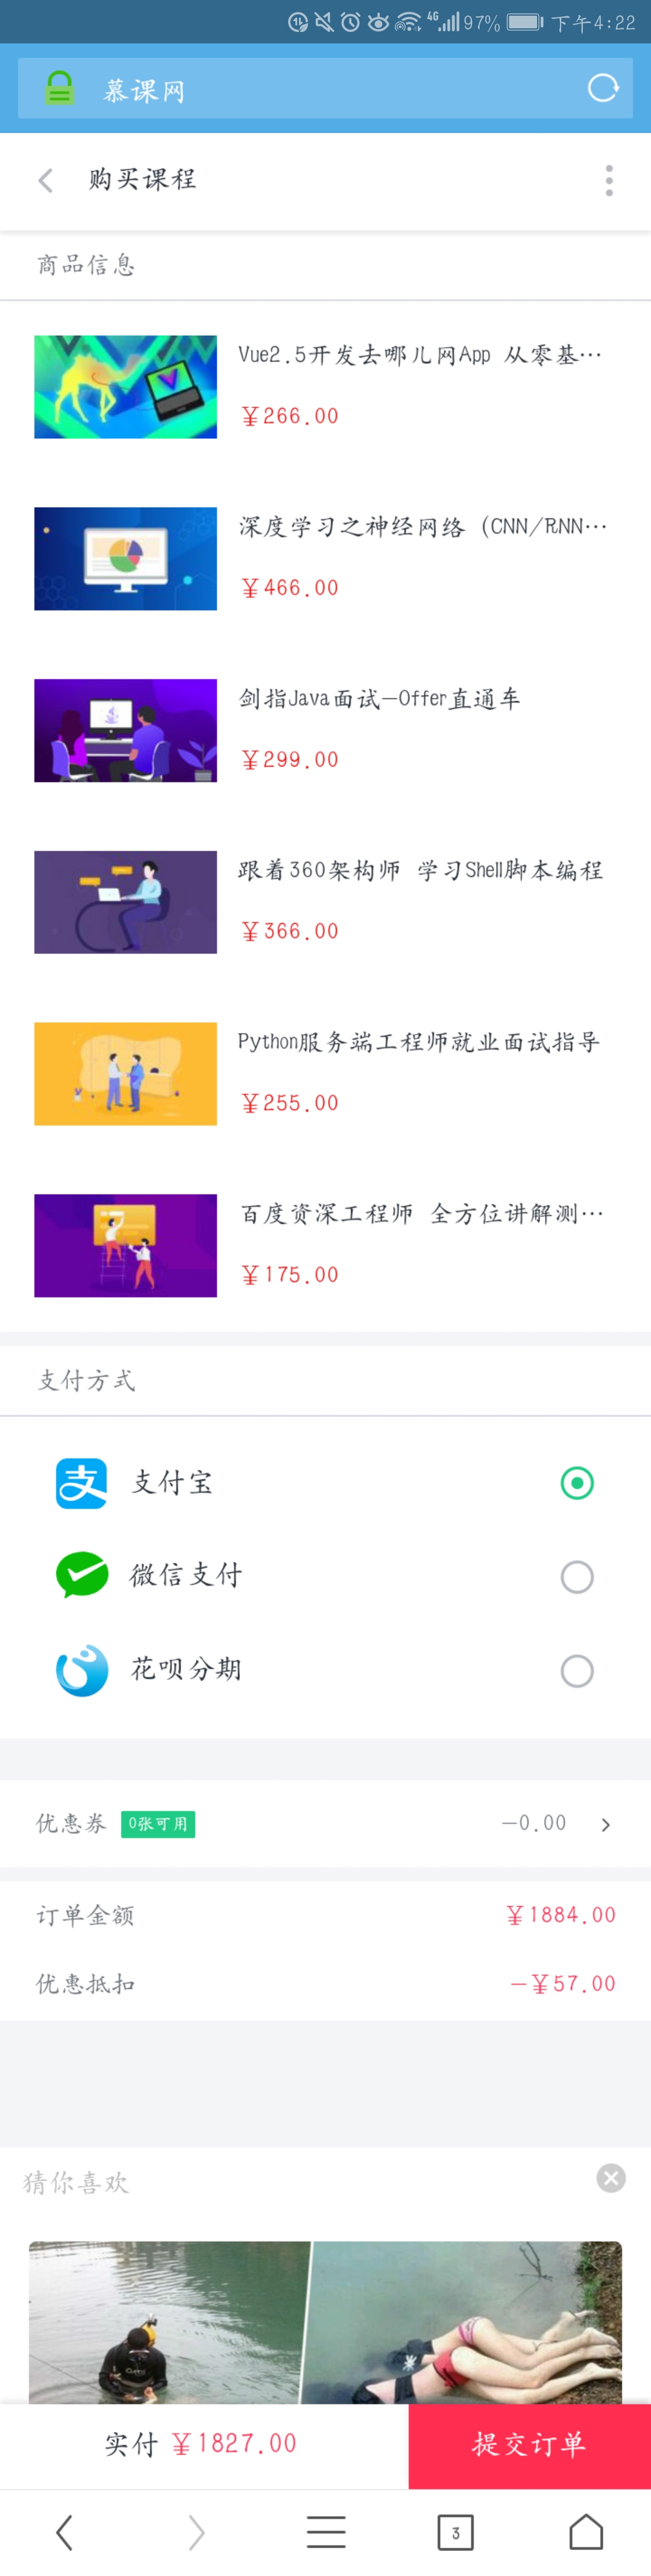 4G 97% 下午4:22
慕课网
购买课程
商品信息
Vue2.5开发去哪儿网App 从零基…
￥266.00
深度学习之神经网络（CNN/RNN…
￥466.00
剑指Java面试-Offer直通车
￥299.00
跟着360架构师 学习Shell脚本编程
￥366.00
Python服务端工程师就业面试指导
￥255.00
百度资深工程师 全方位讲解测…
￥175.00
支付方式
支 支付宝
微信支付
花呗分期
优惠券 0张可用 -0.00
订单金额 ￥1884.00
优惠抵扣 -￥57.00
猜你喜欢
实付 ￥1827.00 提交订单
3